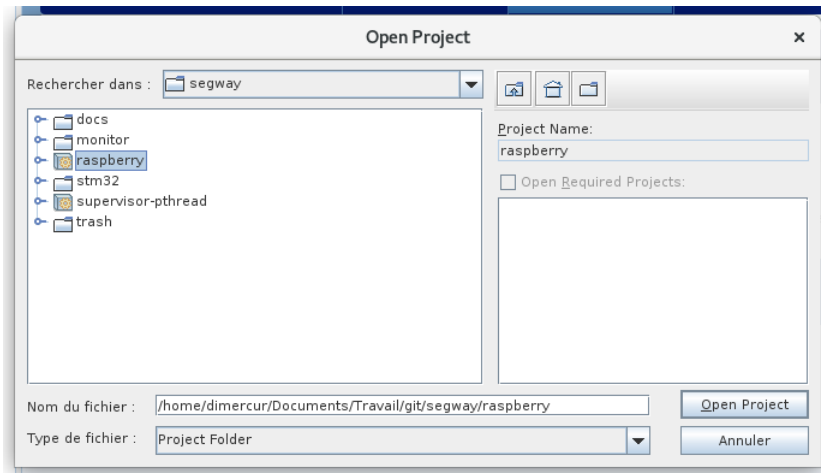 Open Project
Rechercher dans : segway
docs
monitor
raspberry
stm32
supervisor-pthread
trash
Project Name:
raspberry
Open Required Projects:
Nom du fichier : /home/dimercur/Documents/Travail/git/segway/raspberry
Open Project
Type de fichier : Project Folder
Annuler